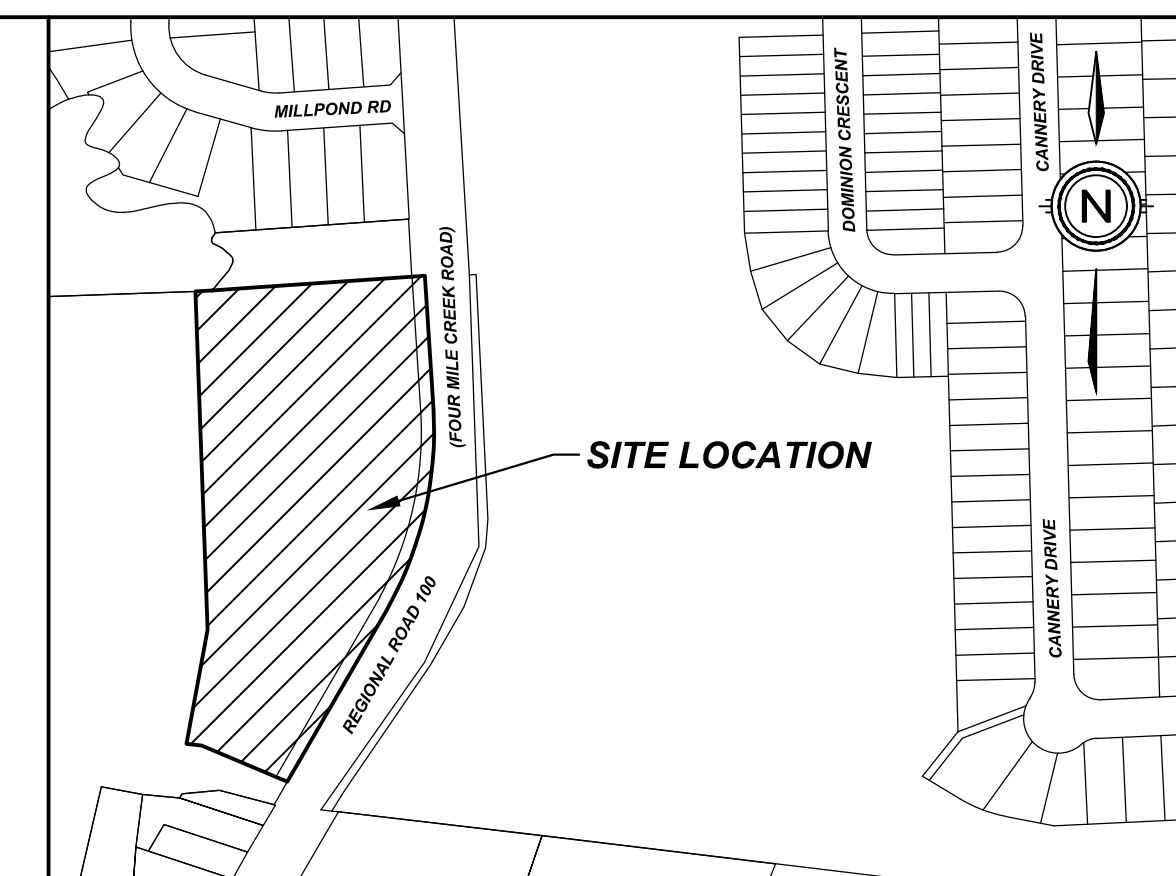 MILLPOND RD
DOMINION CRESCENT
CANNERY DRIVE
N
(FOUR MILE CREEK ROAD)
SITE LOCATION
REGIONAL ROAD 100
CANNERY DRIVE